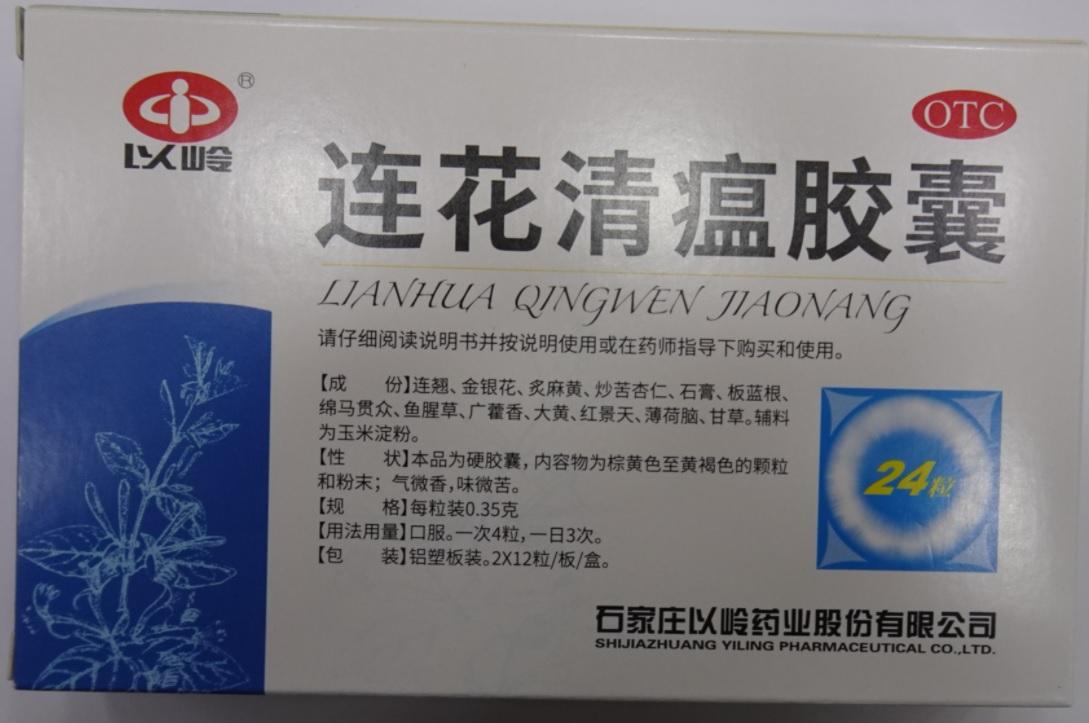 以岭
®
OTC
连花清瘟胶囊
LIANHUA QINGWEN JIAONANG
请仔细阅读说明书并按说明使用或在药师指导下购买和使用。
【成 份】连翘、金银花、炙麻黄、炒苦杏仁、石膏、板蓝根、
绵马贯众、鱼腥草、广藿香、大黄、红景天、薄荷脑、甘草。辅料
为玉米淀粉。
【性 状】本品为硬胶囊，内容物为棕黄色至黄褐色的颗粒
和粉末；气微香，味微苦。
【规 格】每粒装0.35克
【用法用量】口服。一次4粒，一日3次。
【包 装】铝塑板装。2X12粒/板/盒。
24粒
石家庄以岭药业股份有限公司
SHIJIAZHUANG YILING PHARMACEUTICAL CO.,LTD.